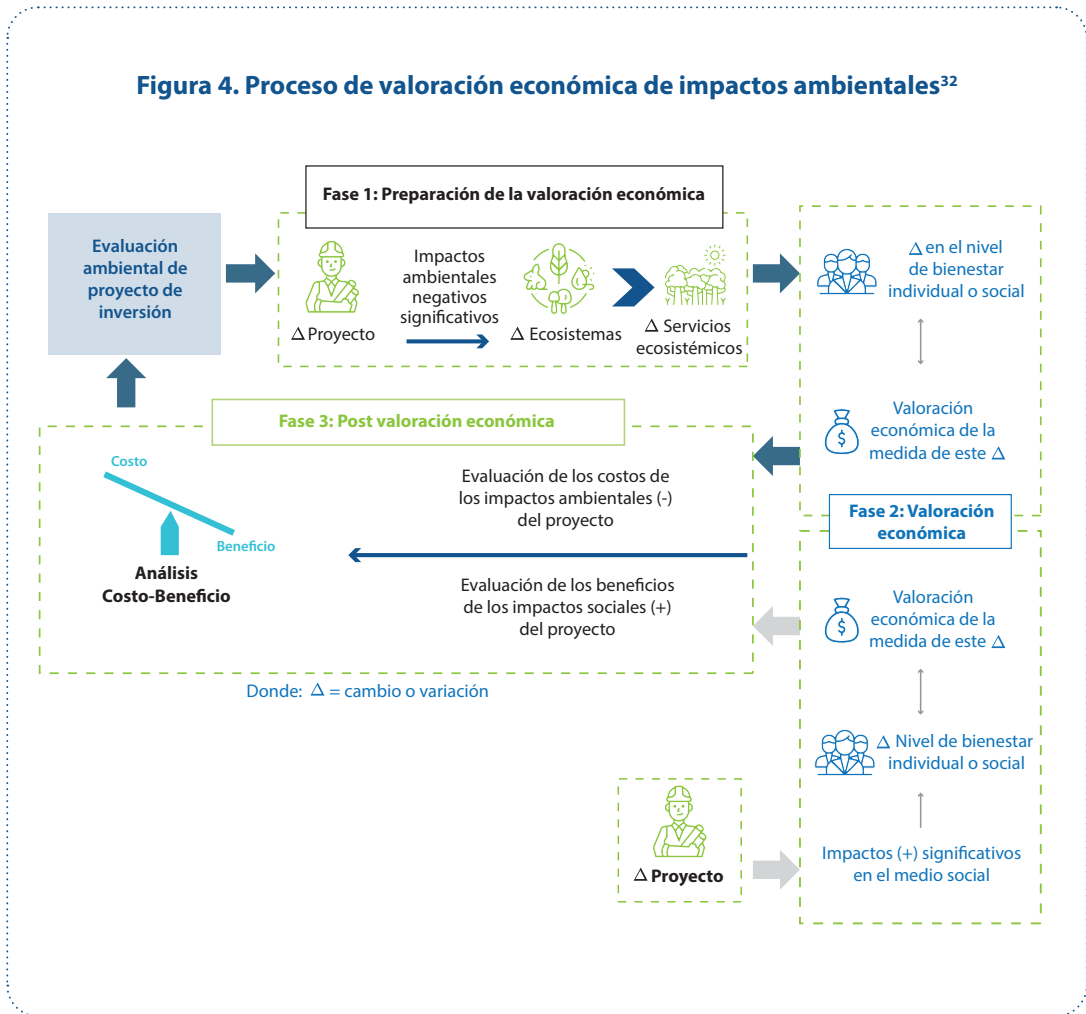 Figura 4. Proceso de valoración económica de impactos ambientales³²
Evaluación
ambiental de
proyecto de
inversión
Fase 1: Preparación de la valoración económica
Δ Proyecto
Impactos
ambientales
negativos
significativos
Δ Ecosistemas
Δ Servicios
ecosistémicos
Δ en el nivel
de bienestar
individual o social
$
Valoración
económica de la
medida de este Δ
Fase 2: Valoración
económica
$
Valoración
económica de la
medida de este Δ
Δ Nivel de bienestar
individual o social
Impactos (+) significativos
en el medio social
Δ Proyecto
Fase 3: Post valoración económica
Costo
Beneficio
Análisis
Costo-Beneficio
Evaluación de los costos de
los impactos ambientales (-)
del proyecto
Evaluación de los beneficios
de los impactos sociales (+)
del proyecto
Donde: Δ = cambio o variación